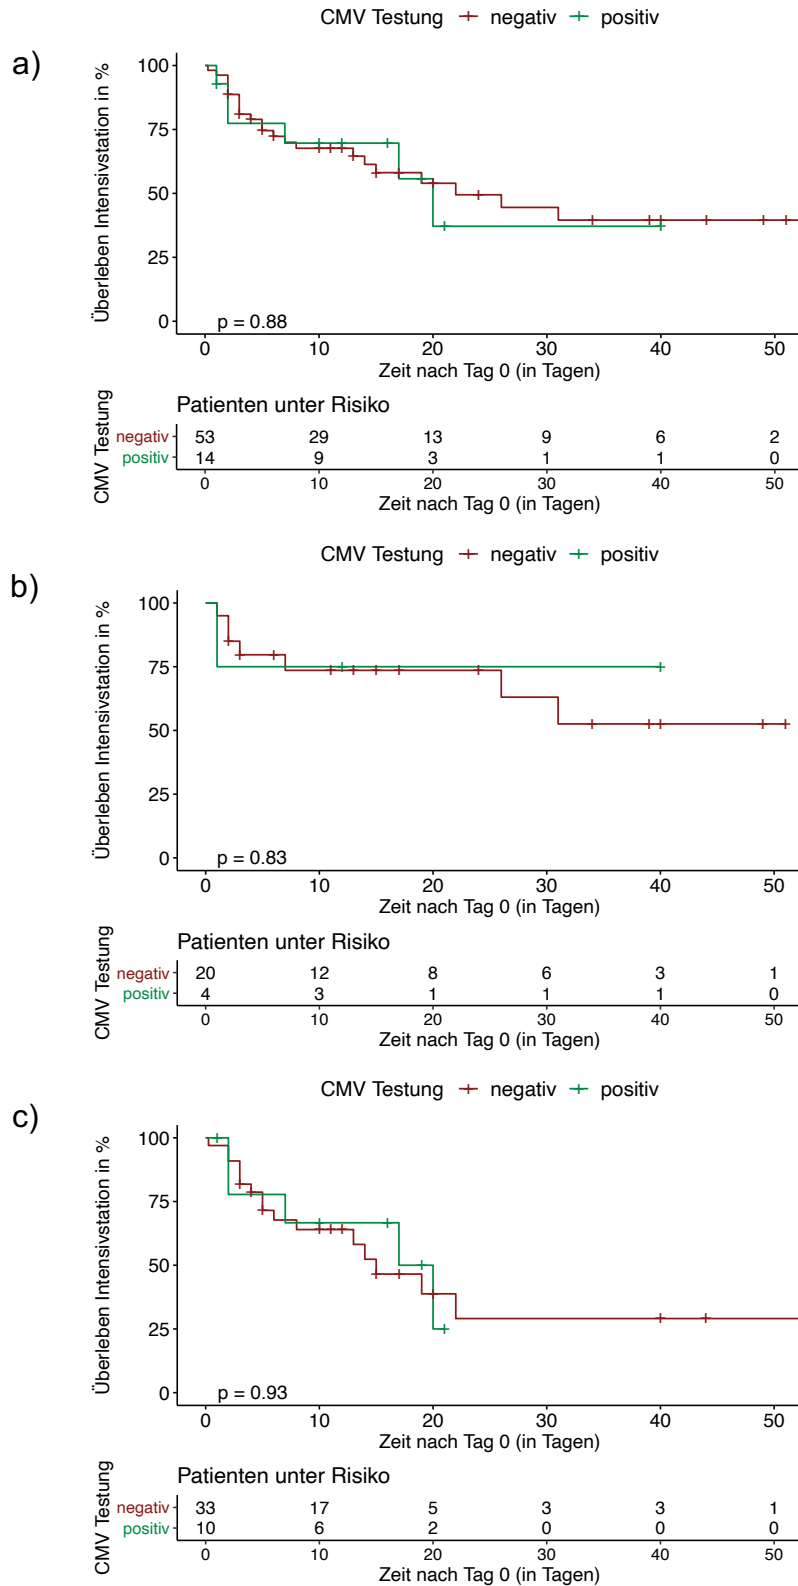 CMV Testung negativ positiv
a)
Überleben Intensivstation in %
100
75
50
25
0
p = 0.88
0 10 20 30 40 50
Zeit nach Tag 0 (in Tagen)
Patienten unter Risiko
CMV Testung
negativ 53 29 13 9 6 2
positiv 14 9 3 1 1 0
0 10 20 30 40 50
Zeit nach Tag 0 (in Tagen)
CMV Testung negativ positiv
b)
Überleben Intensivstation in %
100
75
50
25
0
p = 0.83
0 10 20 30 40 50
Zeit nach Tag 0 (in Tagen)
Patienten unter Risiko
CMV Testung
negativ 20 12 8 6 3 1
positiv 4 3 1 1 1 0
0 10 20 30 40 50
Zeit nach Tag 0 (in Tagen)
CMV Testung negativ positiv
c)
Überleben Intensivstation in %
100
75
50
25
0
p = 0.93
0 10 20 30 40 50
Zeit nach Tag 0 (in Tagen)
Patienten unter Risiko
CMV Testung
negativ 33 17 5 3 3 1
positiv 10 6 2 0 0 0
0 10 20 30 40 50
Zeit nach Tag 0 (in Tagen)